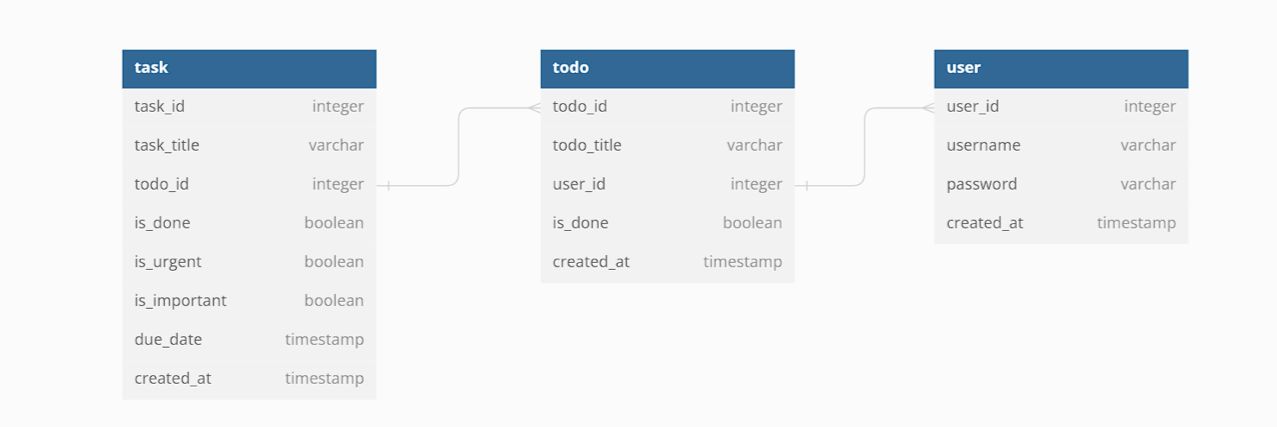 task
task_id integer
task_title varchar
todo_id integer
is_done boolean
is_urgent boolean
is_important boolean
due_date timestamp
created_at timestamp
todo
todo_id integer
todo_title varchar
user_id integer
is_done boolean
created_at timestamp
user
user_id integer
username varchar
password varchar
created_at timestamp